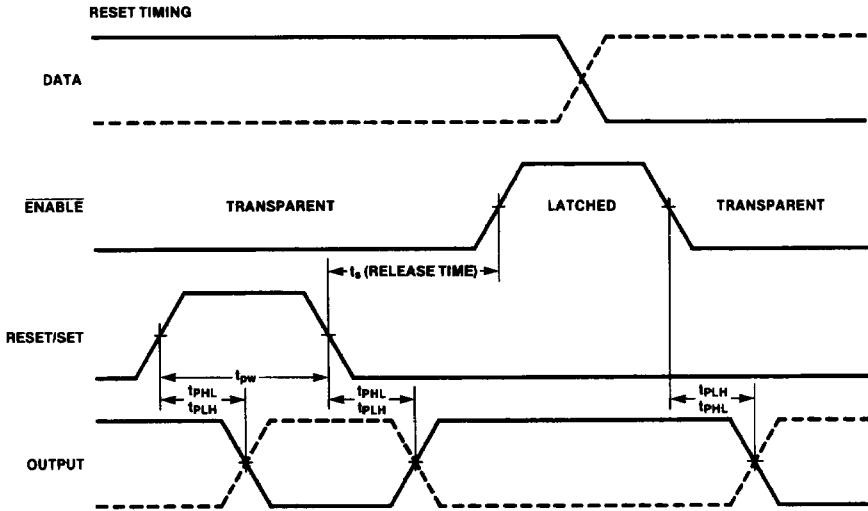 RESET TIMING
DATA
ENABLE
TRANSPARENT
LATCHED
TRANSPARENT
ts (RELEASE TIME)
RESET/SET
tpw
tPHL
tPLH
tPHL
tPLH
tPLH
tPHL
OUTPUT